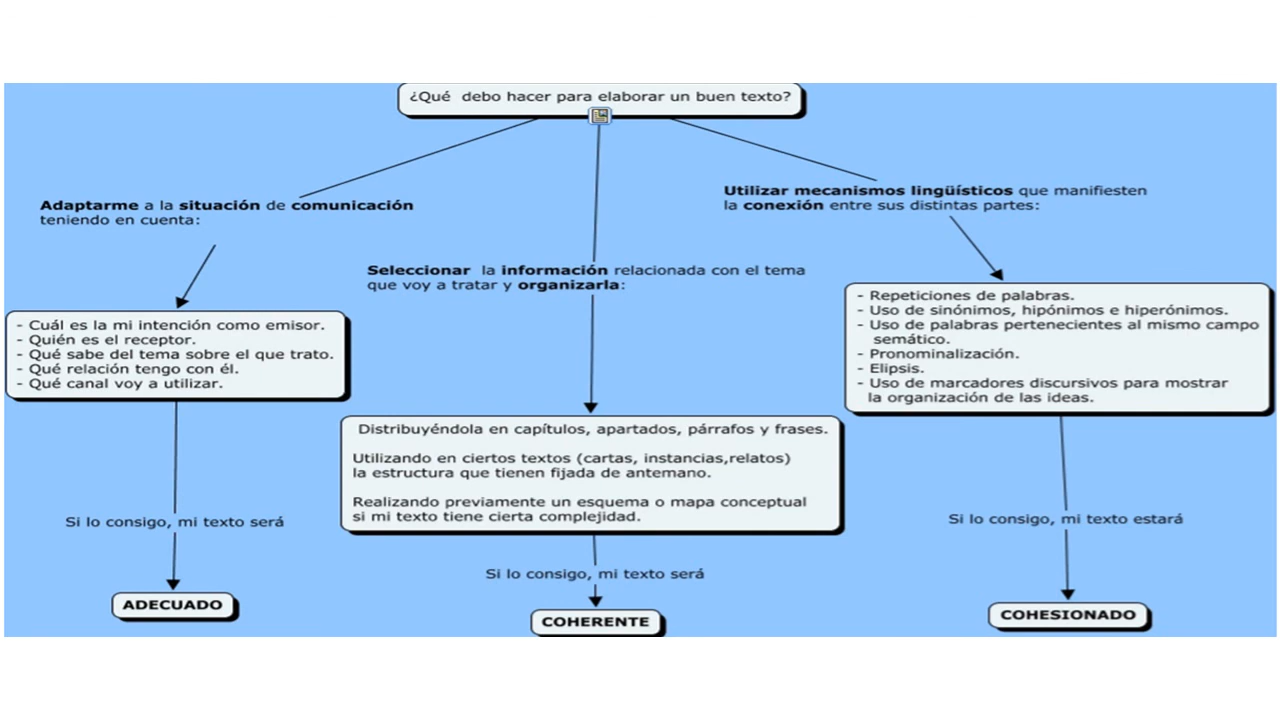 ¿Qué debo hacer para elaborar un buen texto?
Adaptarme a la situación de comunicación
teniendo en cuenta:
- Cuál es la mi intención como emisor.
- Quién es el receptor.
- Qué sabe del tema sobre el que trato.
- Qué relación tengo con él.
- Qué canal voy a utilizar.
Si lo consigo, mi texto será
ADECUADO
Seleccionar la información relacionada con el tema
que voy a tratar y organizarla:
Distribuyéndola en capítulos, apartados, párrafos y frases.
Utilizando en ciertos textos (cartas, instancias,relatos)
la estructura que tienen fijada de antemano.
Realizando previamente un esquema o mapa conceptual
si mi texto tiene cierta complejidad.
Si lo consigo, mi texto será
COHERENTE
Utilizar mecanismos lingüísticos que manifiesten
la conexión entre sus distintas partes:
- Repeticiones de palabras.
- Uso de sinónimos, hipónimos e hiperónimos.
- Uso de palabras pertenecientes al mismo campo
semático.
- Pronominalización.
- Elipsis.
- Uso de marcadores discursivos para mostrar
la organización de las ideas.
Si lo consigo, mi texto estará
COHESIONADO